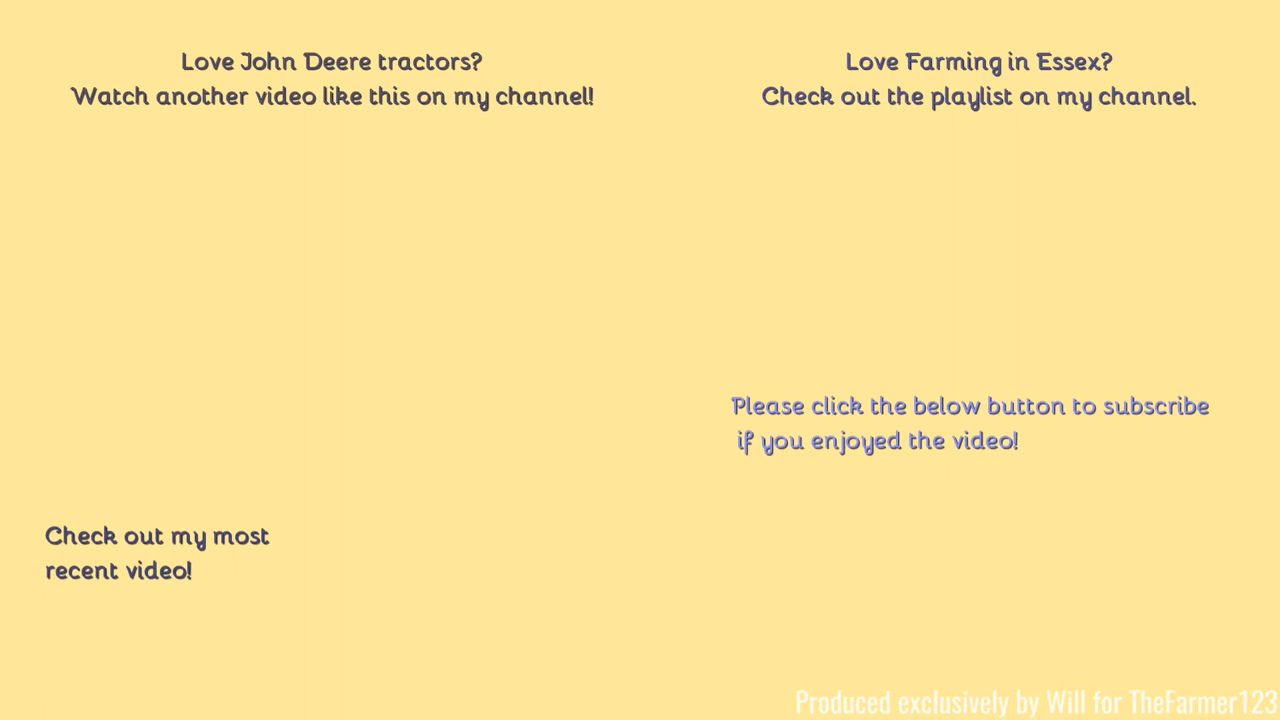 Love John Deere tractors?
Watch another video like this on my channel!
Love Farming in Essex?
Check out the playlist on my channel.
Please click the below button to subscribe
if you enjoyed the video!
Check out my most
recent video!
Produced exclusively by Will for TheFarmer123